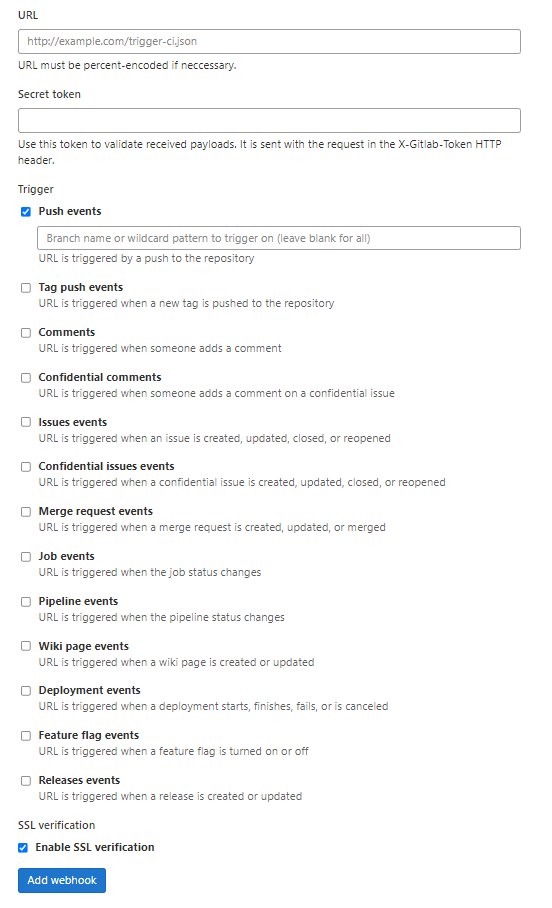 URL
http://example.com/trigger-ci.json
URL must be percent-encoded if neccessary.
Secret token
Use this token to validate received payloads. It is sent with the request in the X-Gitlab-Token HTTP
header.
Trigger
Push events
Branch name or wildcard pattern to trigger on (leave blank for all)
URL is triggered by a push to the repository
Tag push events
URL is triggered when a new tag is pushed to the repository
Comments
URL is triggered when someone adds a comment
Confidential comments
URL is triggered when someone adds a comment on a confidential issue
Issues events
URL is triggered when an issue is created, updated, closed, or reopened
Confidential issues events
URL is triggered when a confidential issue is created, updated, closed, or reopened
Merge request events
URL is triggered when a merge request is created, updated, or merged
Job events
URL is triggered when the job status changes
Pipeline events
URL is triggered when the pipeline status changes
Wiki page events
URL is triggered when a wiki page is created or updated
Deployment events
URL is triggered when a deployment starts, finishes, fails, or is canceled
Feature flag events
URL is triggered when a feature flag is turned on or off
Releases events
URL is triggered when a release is created or updated
SSL verification
Enable SSL verification
Add webhook